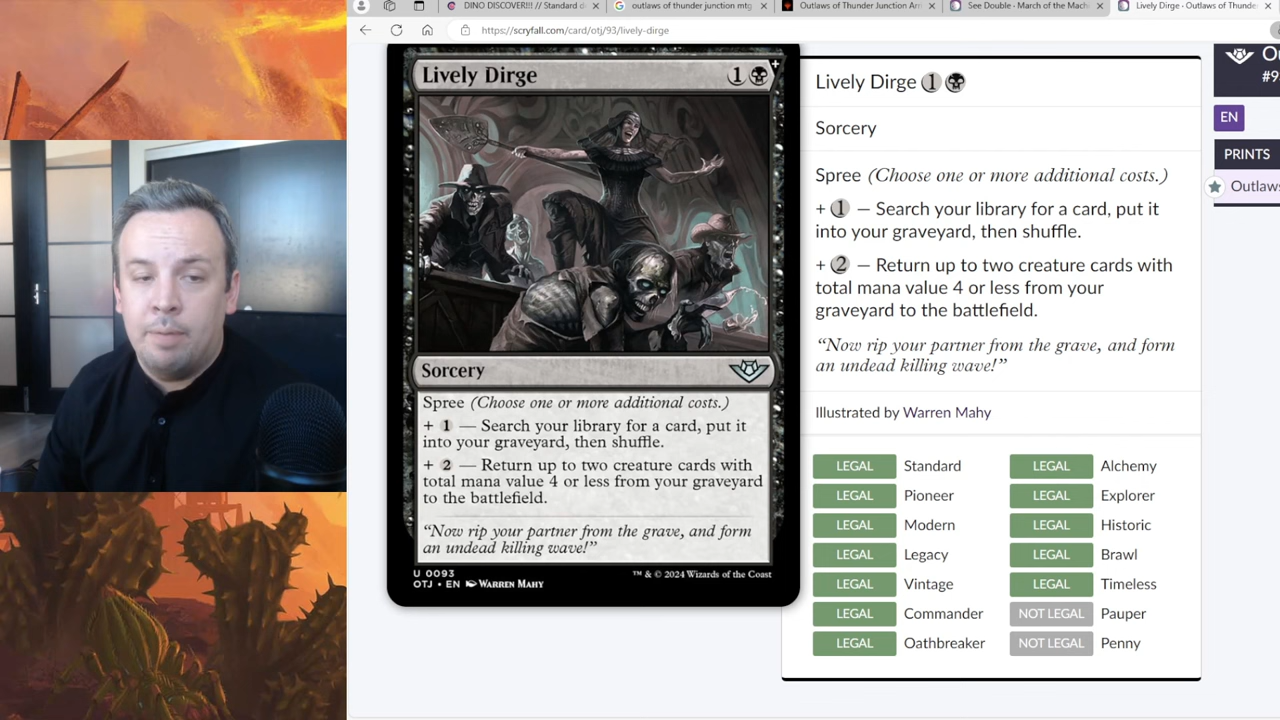 DINO DISCOVER!!! // Standard d
outlaws of thunder junction mtg
Outlaws of Thunder Junction Art
See Double · March of the Mach
Lively Dirge · Outlaws of Thunde
https://scryfall.com/card/otj/93/lively-dirge
Lively Dirge 1
Sorcery
Spree (Choose one or more additional costs.)
+ 1 — Search your library for a card, put it
into your graveyard, then shuffle.
+ 2 — Return up to two creature cards with
total mana value 4 or less from your graveyard
to the battlefield.
“Now rip your partner from the grave, and form
an undead killing wave!”
U 0093
OTJ • EN WARREN MAHY
™ & © 2024 Wizards of the Coast
Lively Dirge 1
Sorcery
Spree (Choose one or more additional costs.)
+ 1 — Search your library for a card, put it
into your graveyard, then shuffle.
+ 2 — Return up to two creature cards with
total mana value 4 or less from your
graveyard to the battlefield.
“Now rip your partner from the grave, and form
an undead killing wave!”
Illustrated by Warren Mahy
LEGAL Standard LEGAL Alchemy
LEGAL Pioneer LEGAL Explorer
LEGAL Modern LEGAL Historic
LEGAL Legacy LEGAL Brawl
LEGAL Vintage LEGAL Timeless
LEGAL Commander NOT LEGAL Pauper
LEGAL Oathbreaker NOT LEGAL Penny
Ou
#9
EN
PRINTS
Outlaws